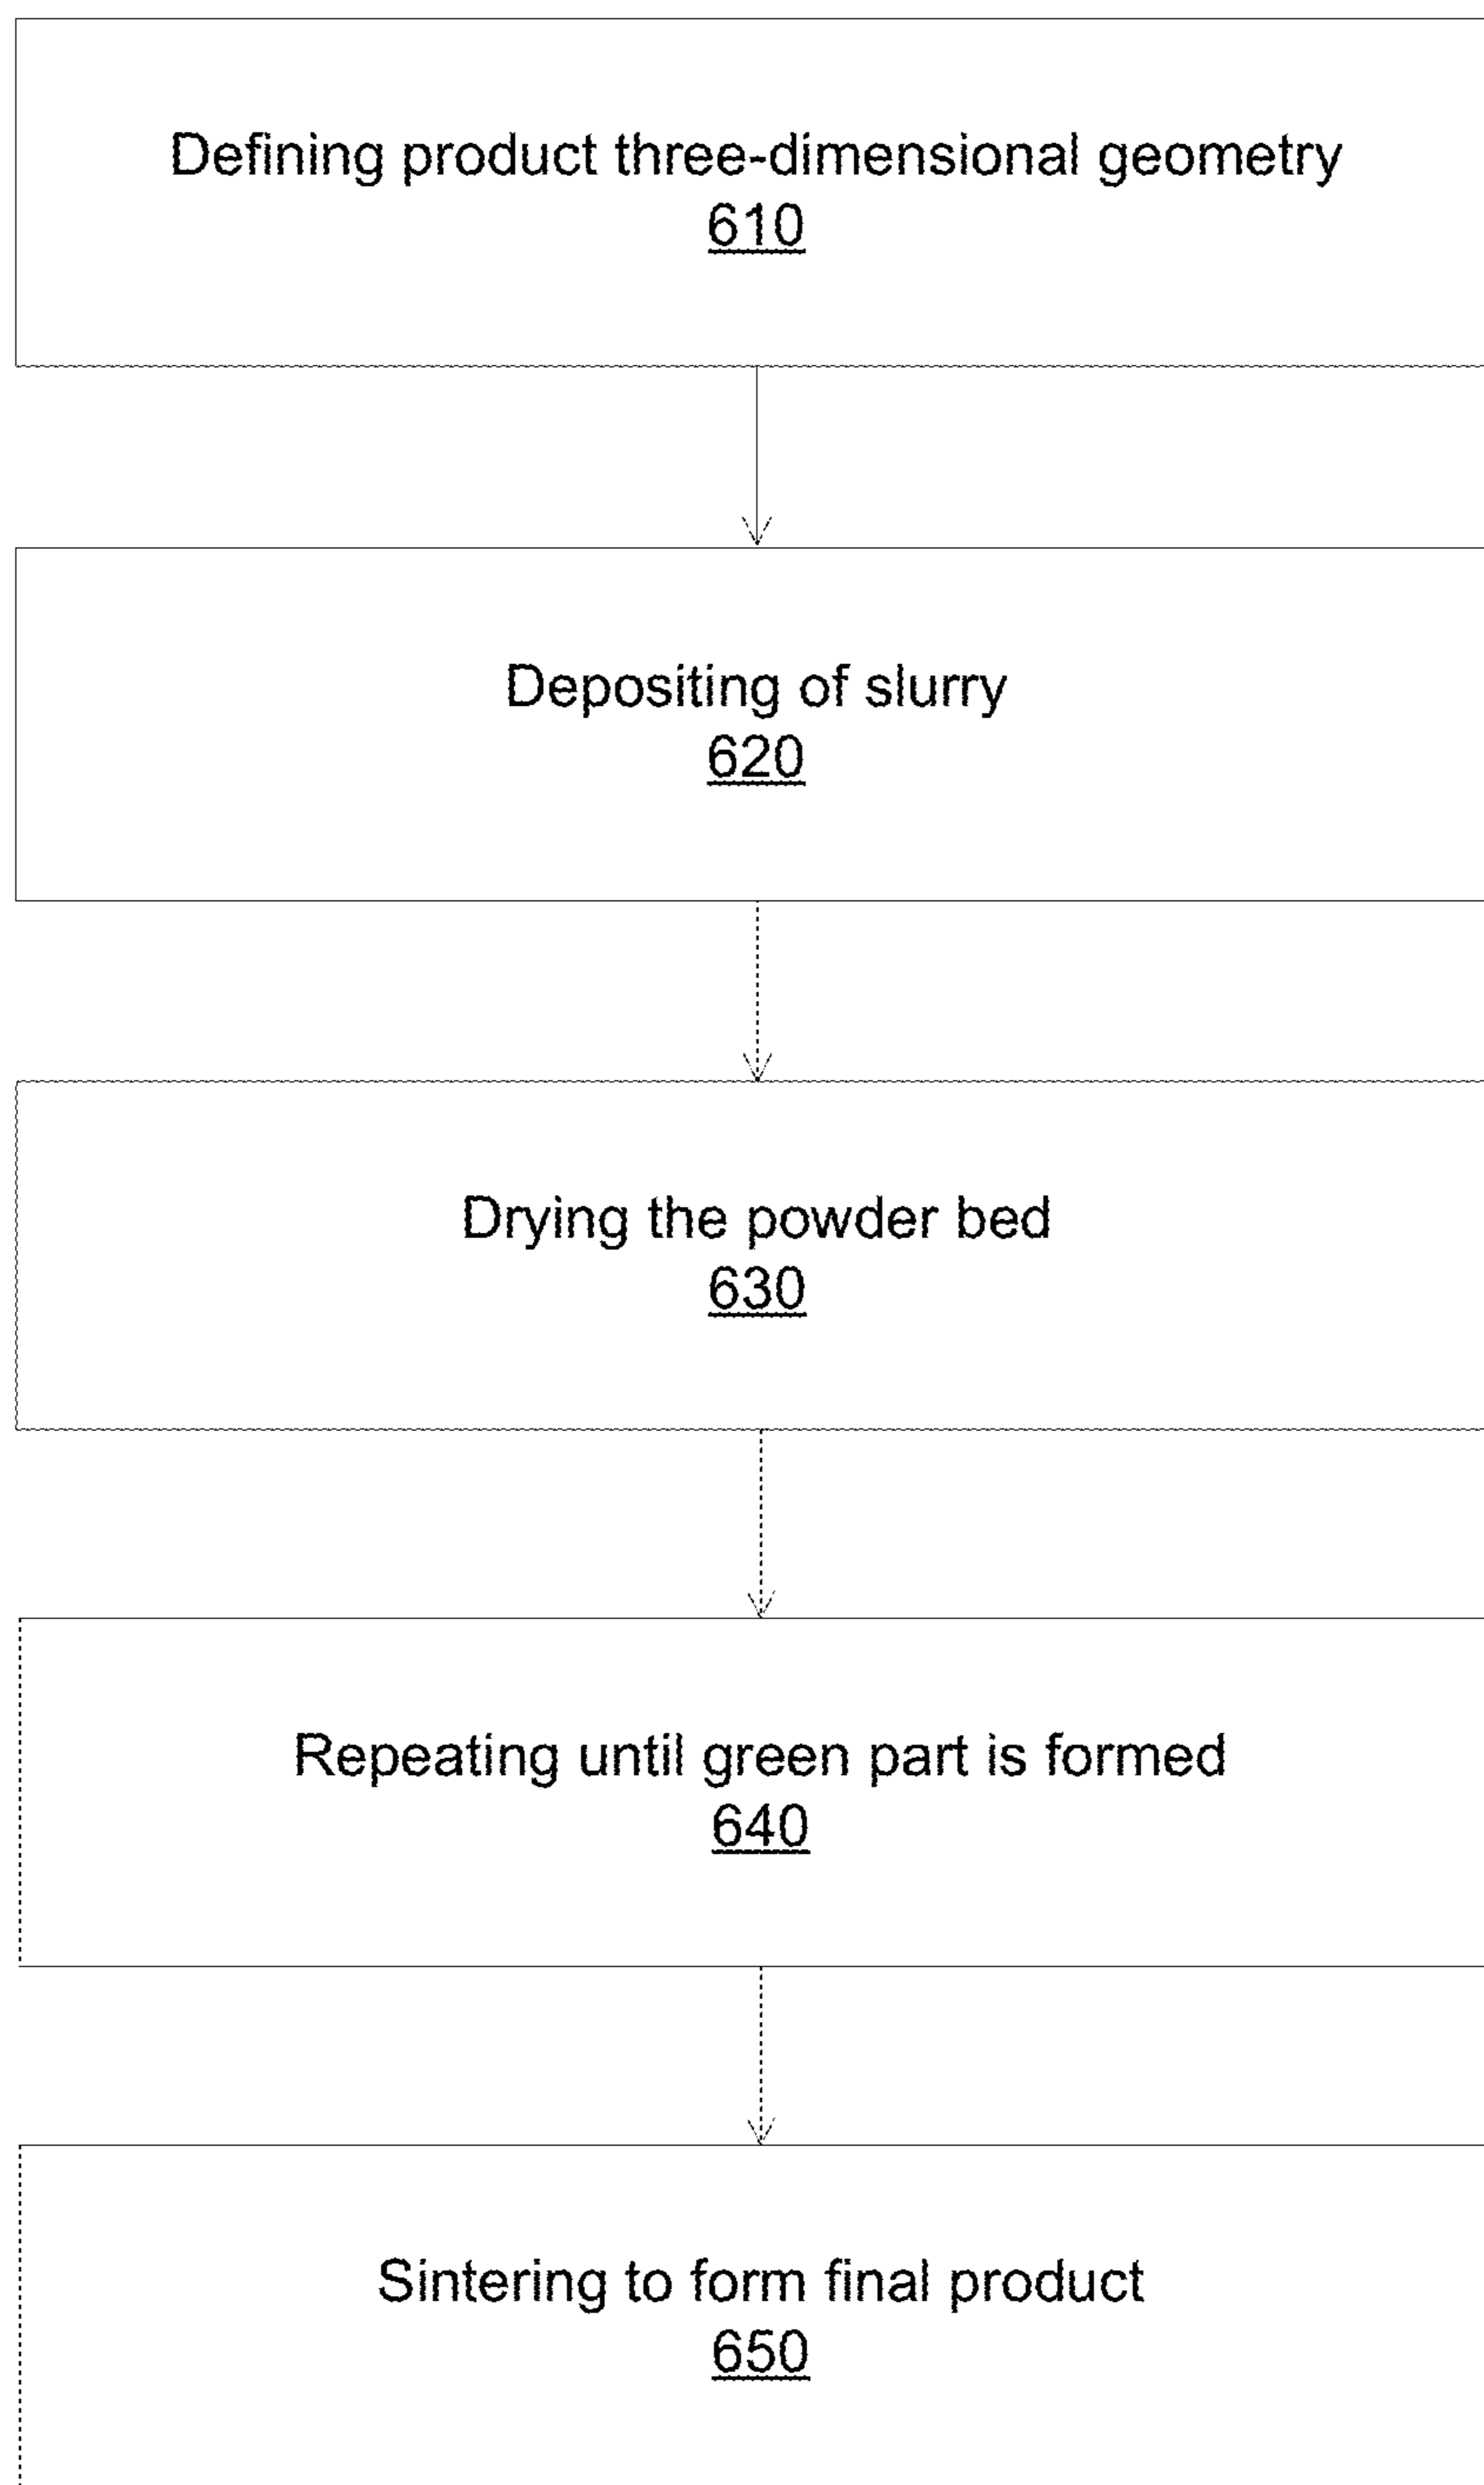 Defining product three-dimensional geometry
610
Depositing of slurry
620
Drying the powder bed
630
Repeating until green part is formed
640
Sintering to form final product
650